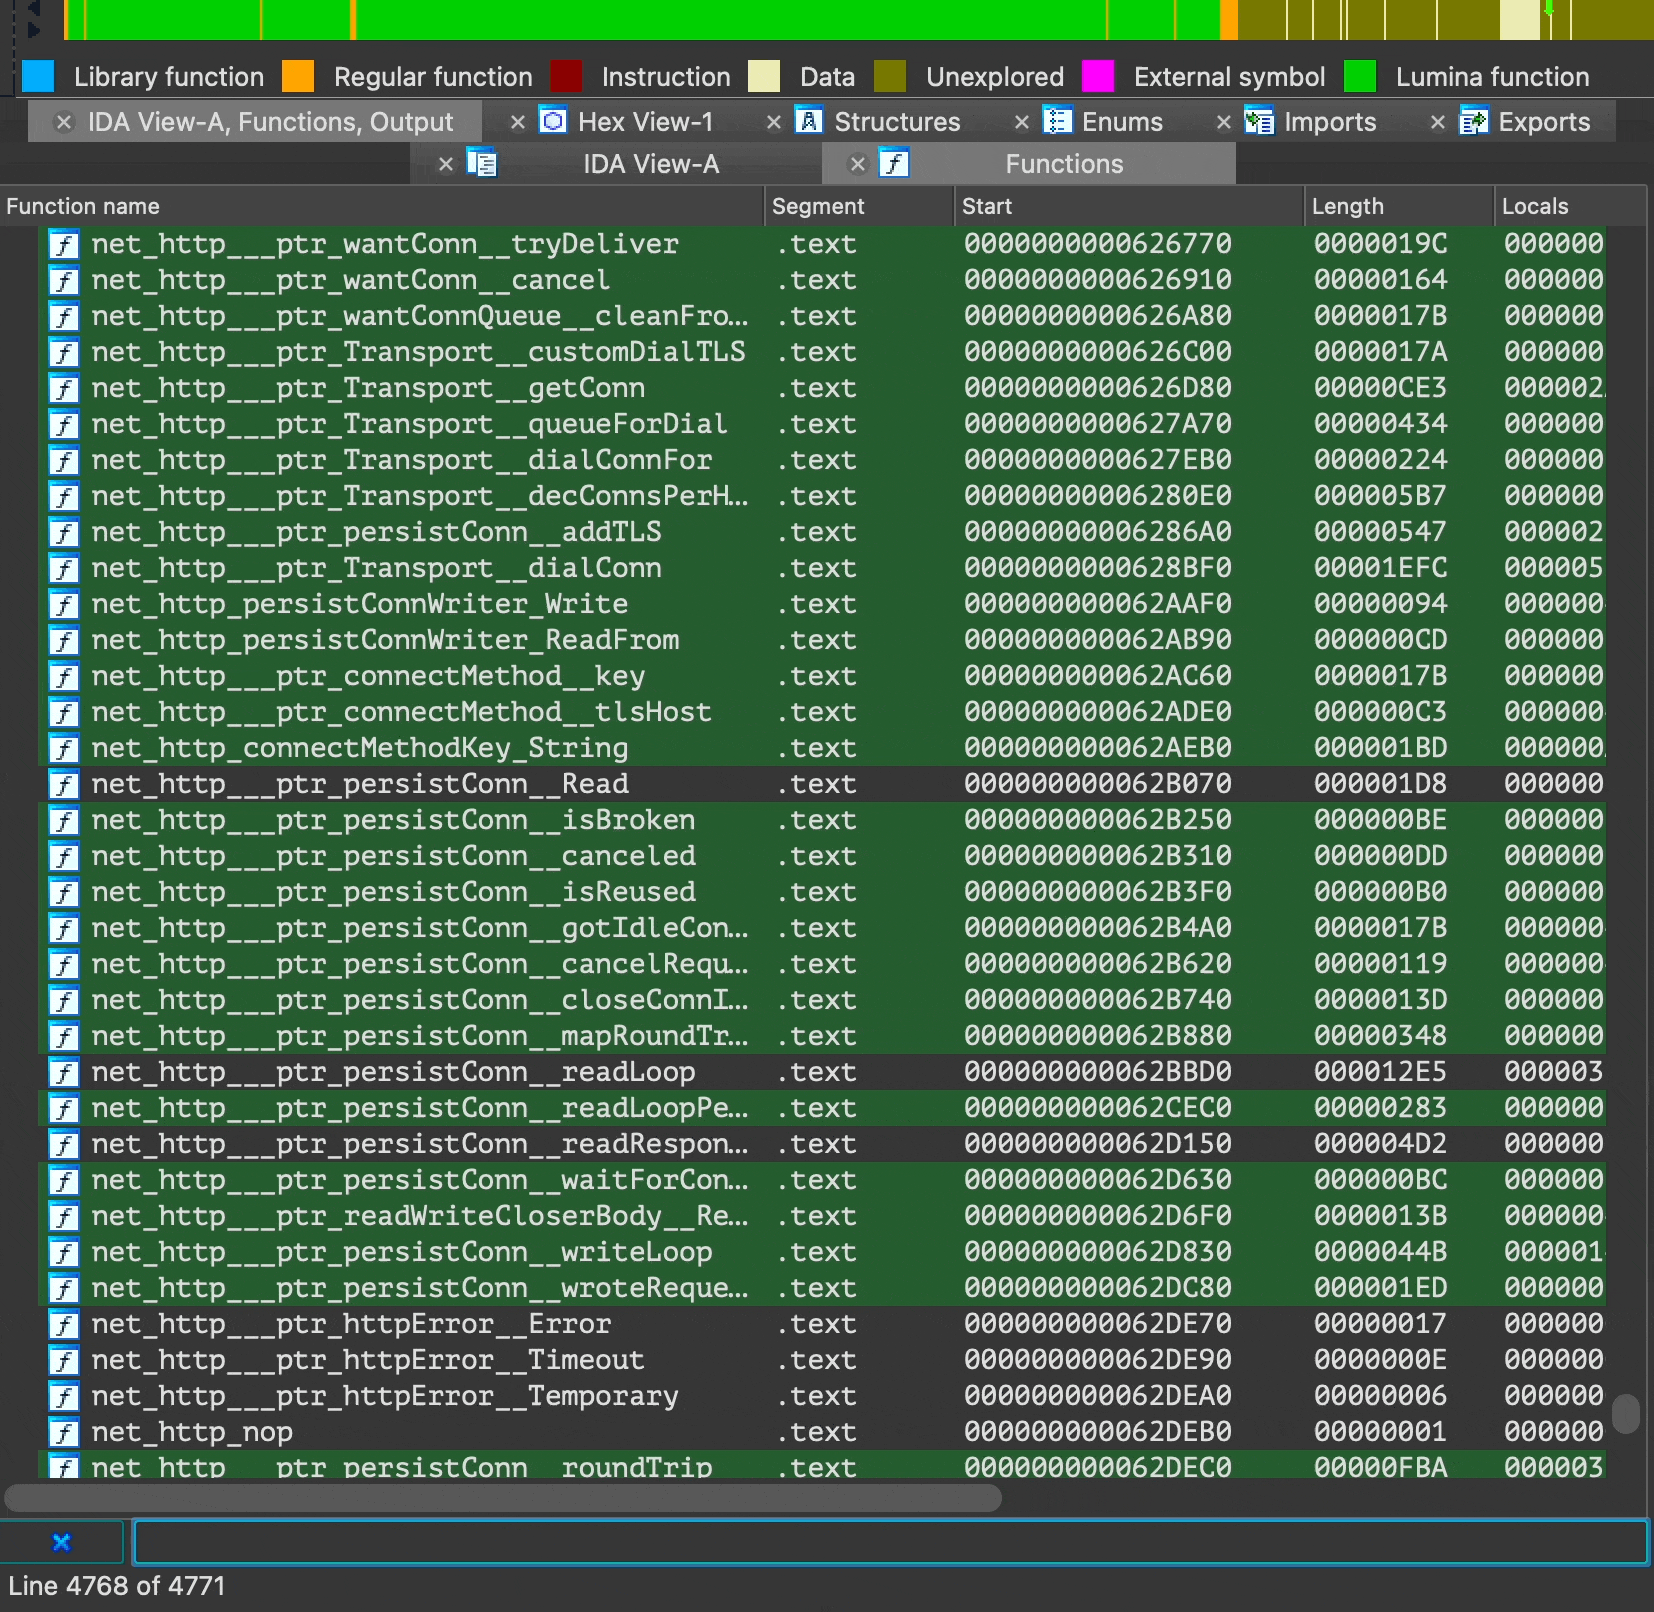 Library function Regular function Instruction Data Unexplored External symbol Lumina function
IDA View-A, Functions, Output Hex View-1 Structures Enums Imports Exports
IDA View-A Functions
Function name Segment Start Length Locals
net_http___ptr_wantConn__tryDeliver .text 0000000000626770 0000019C 000000
net_http___ptr_wantConn__cancel .text 0000000000626910 00000164 000000
net_http___ptr_wantConnQueue__cleanFro... .text 0000000000626A80 0000017B 000000
net_http___ptr_Transport__customDialTLS .text 0000000000626C00 0000017A 000000
net_http___ptr_Transport__getConn .text 0000000000626D80 00000CE3 000002
net_http___ptr_Transport__queueForDial .text 0000000000627A70 00000434 000000
net_http___ptr_Transport__dialConnFor .text 0000000000627EB0 00000224 000000
net_http___ptr_Transport__decConnsPerH... .text 00000000006280E0 000005B7 000000
net_http___ptr_persistConn__addTLS .text 00000000006286A0 00000547 000002
net_http___ptr_Transport__dialConn .text 0000000000628BF0 00001EFC 000005
net_http_persistConnWriter_Write .text 000000000062AAF0 00000094 000000
net_http_persistConnWriter_ReadFrom .text 000000000062AB90 000000CD 000000
net_http___ptr_connectMethod__key .text 000000000062AC60 0000017B 000000
net_http___ptr_connectMethod__tlsHost .text 000000000062ADE0 000000C3 000000
net_http_connectMethodKey_String .text 000000000062AEB0 000001BD 000000
net_http___ptr_persistConn__Read .text 000000000062B070 000001D8 000000
net_http___ptr_persistConn__isBroken .text 000000000062B250 000000BE 000000
net_http___ptr_persistConn__canceled .text 000000000062B310 000000DD 000000
net_http___ptr_persistConn__isReused .text 000000000062B3F0 000000B0 000000
net_http___ptr_persistConn__gotIdleCon... .text 000000000062B4A0 0000017B 000000
net_http___ptr_persistConn__cancelRequ... .text 000000000062B620 00000119 000000
net_http___ptr_persistConn__closeConnI... .text 000000000062B740 0000013D 000000
net_http___ptr_persistConn__mapRoundTr... .text 000000000062B880 00000348 000000
net_http___ptr_persistConn__readLoop .text 000000000062BBD0 000012E5 000003
net_http___ptr_persistConn__readLoopPe... .text 000000000062CEC0 00000283 000000
net_http___ptr_persistConn__readRespon... .text 000000000062D150 000004D2 000000
net_http___ptr_persistConn__waitForCon... .text 000000000062D630 000000BC 000000
net_http___ptr_readWriteCloserBody__Re... .text 000000000062D6F0 0000013B 000000
net_http___ptr_persistConn__writeLoop .text 000000000062D830 0000044B 000001
net_http___ptr_persistConn__wroteReque... .text 000000000062DC80 000001ED 000000
net_http___ptr_httpError__Error .text 000000000062DE70 00000017 000000
net_http___ptr_httpError__Timeout .text 000000000062DE90 0000000E 000000
net_http___ptr_httpError__Temporary .text 000000000062DEA0 00000006 000000
net_http_nop .text 000000000062DEB0 00000001 000000
net_http___ptr_persistConn__roundTrip .text 000000000062DEC0 00000FBA 000003
Line 4768 of 4771